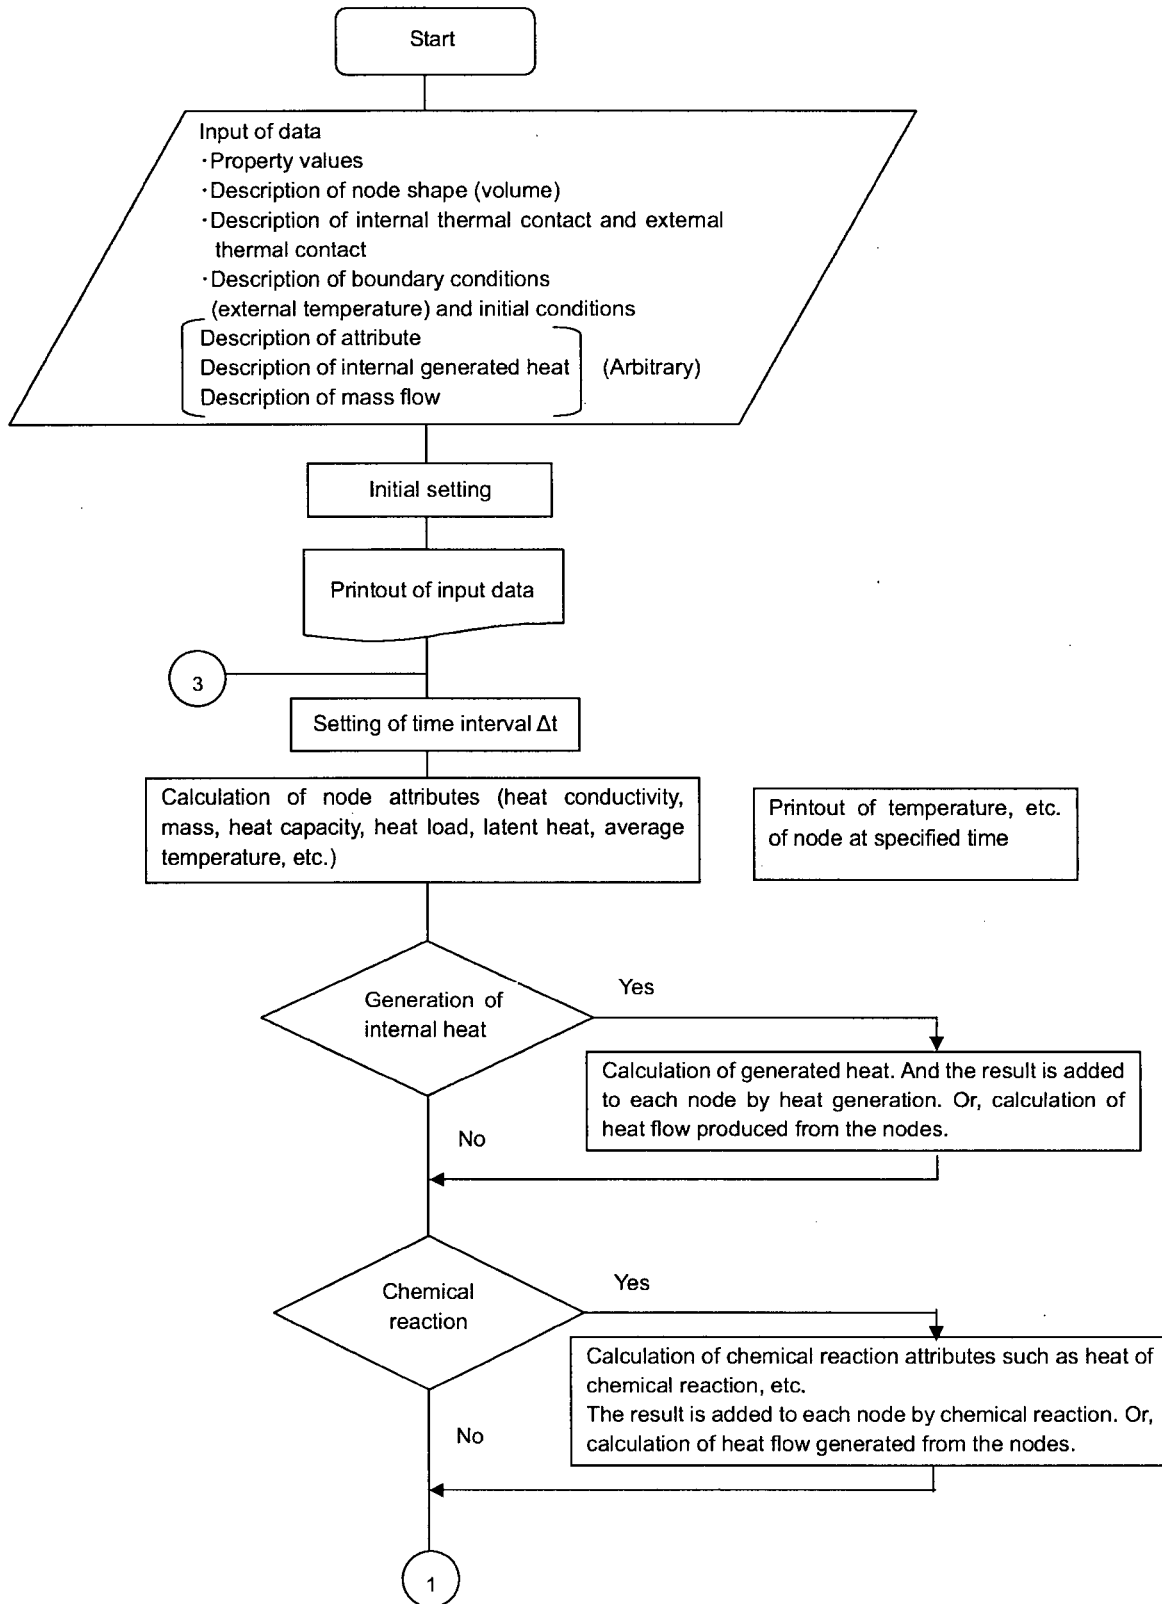 Start
Input of data
·Property values
·Description of node shape (volume)
·Description of internal thermal contact and external
thermal contact
·Description of boundary conditions
(external temperature) and initial conditions
Description of attribute
Description of internal generated heat
(Arbitrary)
Description of mass flow
Initial setting
Printout of input data
3
Setting of time interval Δt
Calculation of node attributes (heat conductivity,
mass, heat capacity, heat load, latent heat, average
temperature, etc.)
Printout of temperature, etc.
of node at specified time
Generation of
internal heat
Yes
Calculation of generated heat. And the result is added
to each node by heat generation. Or, calculation of
heat flow produced from the nodes.
No
Chemical
reaction
Yes
Calculation of chemical reaction attributes such as heat of
chemical reaction, etc.
The result is added to each node by chemical reaction. Or,
calculation of heat flow generated from the nodes.
No
1